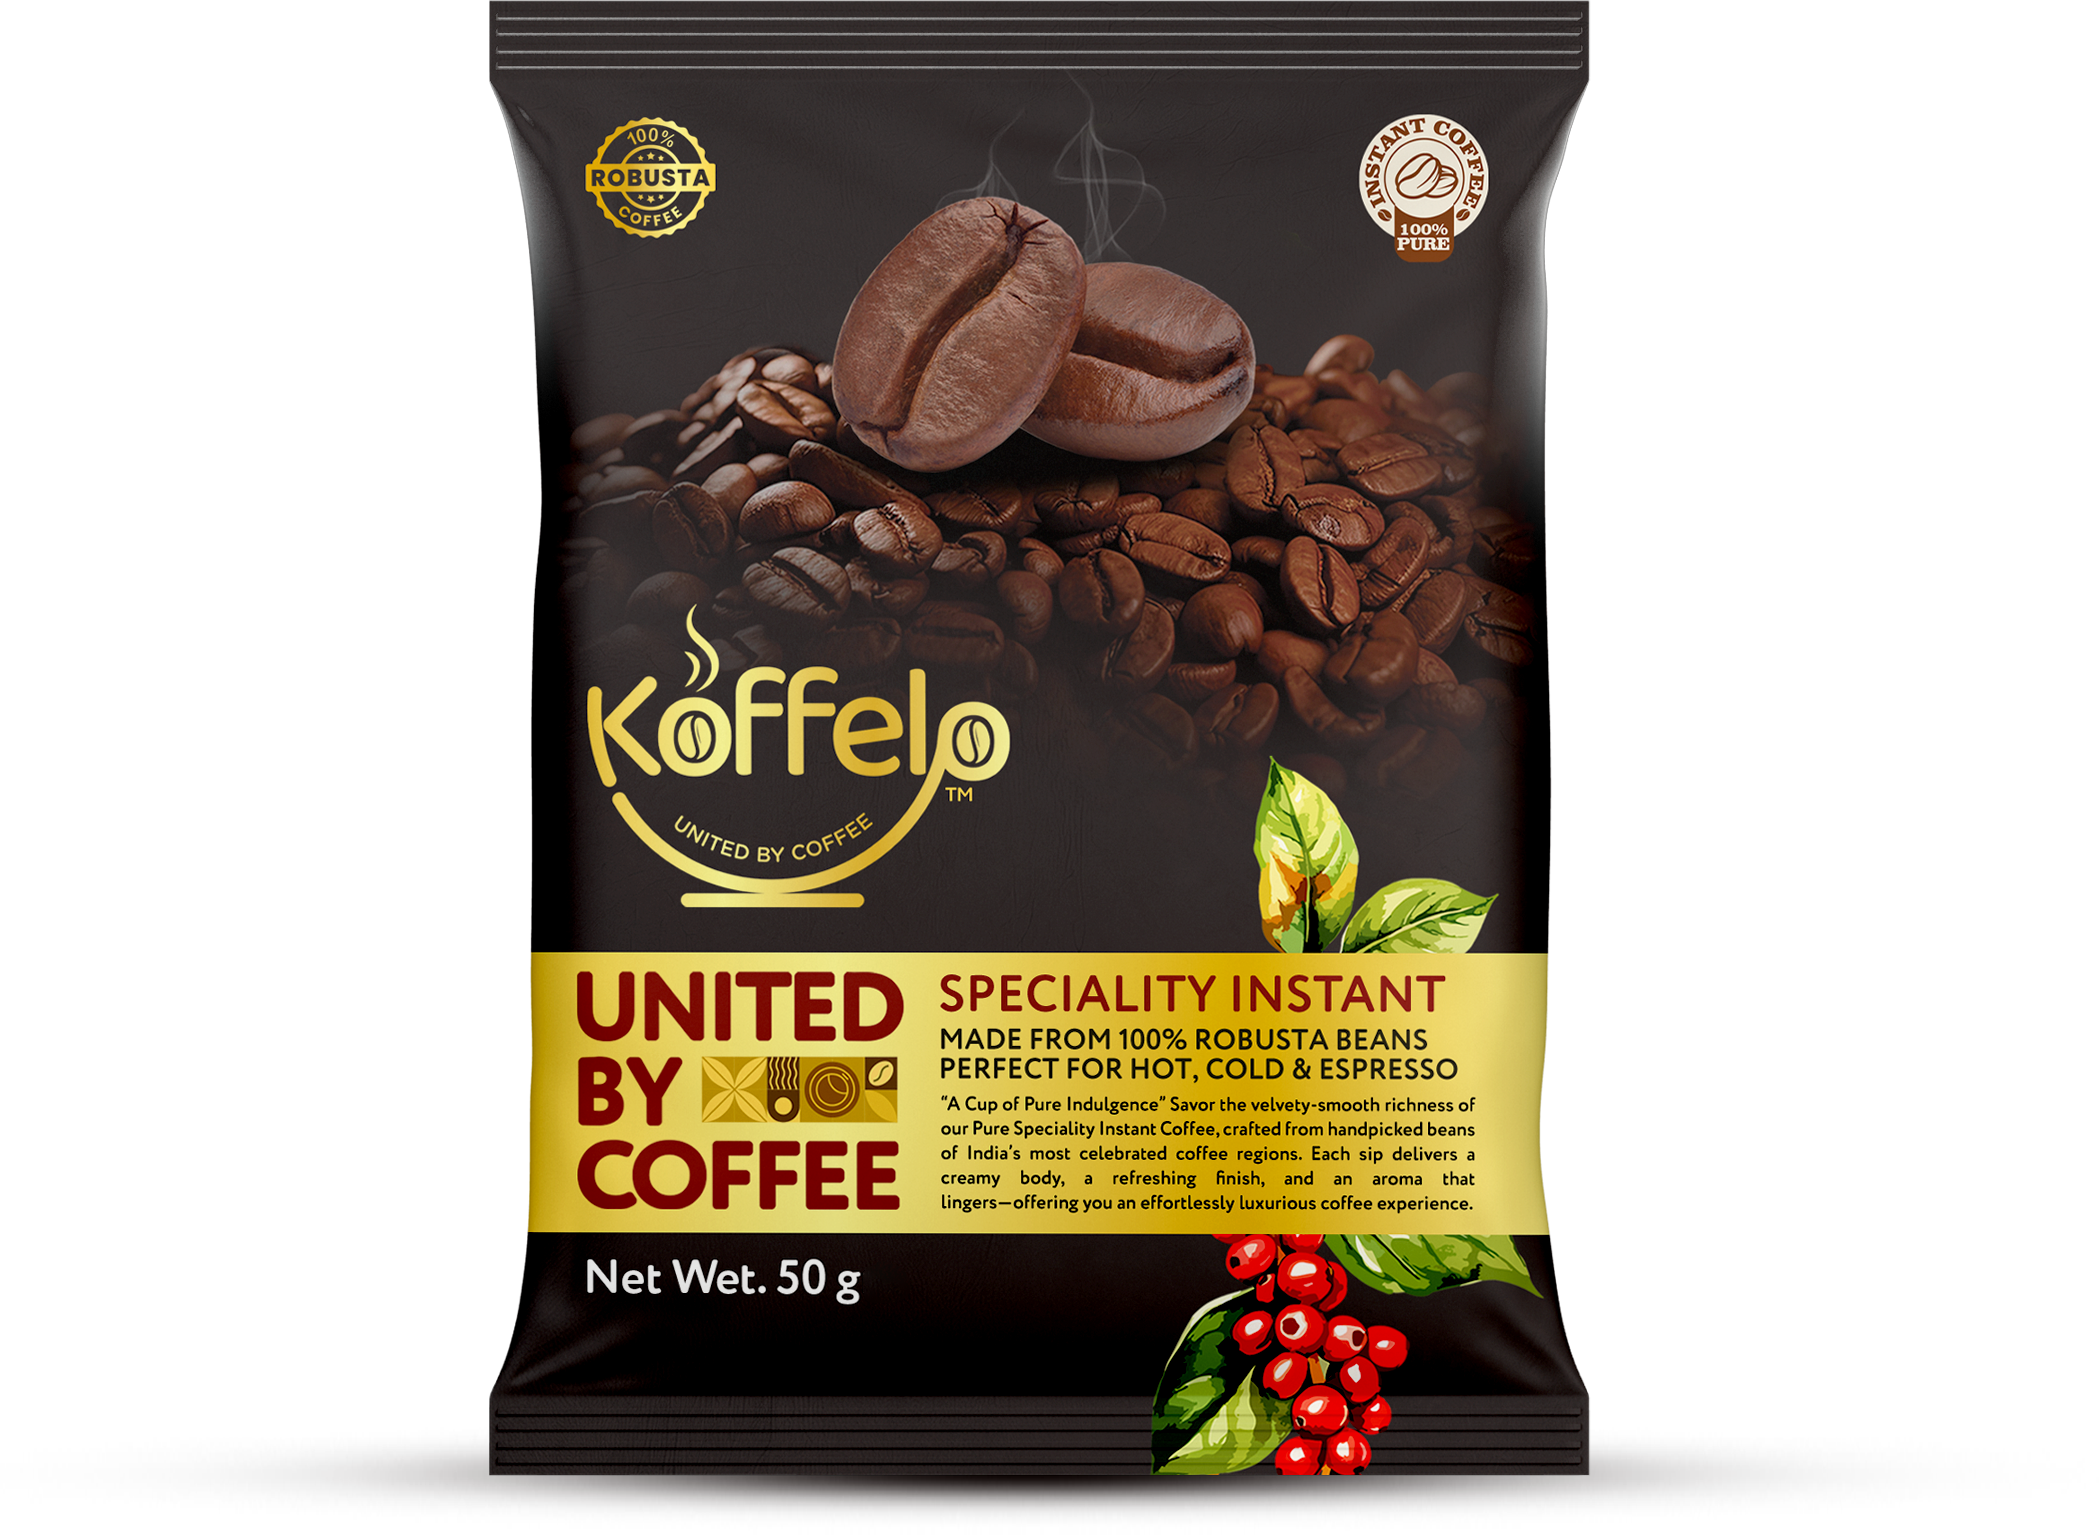 100%
ROBUSTA
COFFEE
INSTANT COFFEE
100%
PURE
Koffelo
TM
UNITED BY COFFEE
UNITED
BY
COFFEE
SPECIALITY INSTANT
MADE FROM 100% ROBUSTA BEANS
PERFECT FOR HOT, COLD & ESPRESSO
“A Cup of Pure Indulgence” Savor the velvety-smooth richness of
our Pure Speciality Instant Coffee, crafted from handpicked beans
of India's most celebrated coffee regions. Each sip delivers a
creamy body, a refreshing finish, and an aroma that
lingers—offering you an effortlessly luxurious coffee experience.
Net Wet. 50 g